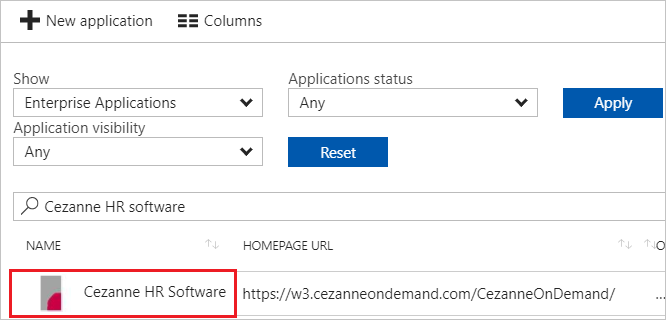 New application Columns
Show Applications status
Enterprise Applications Any Apply
Application visibility
Any Reset
Cezanne HR software
NAME HOMEPAGE URL O
Cezanne HR Software https://w3.cezanneondemand.com/CezanneOnDemand/ ...